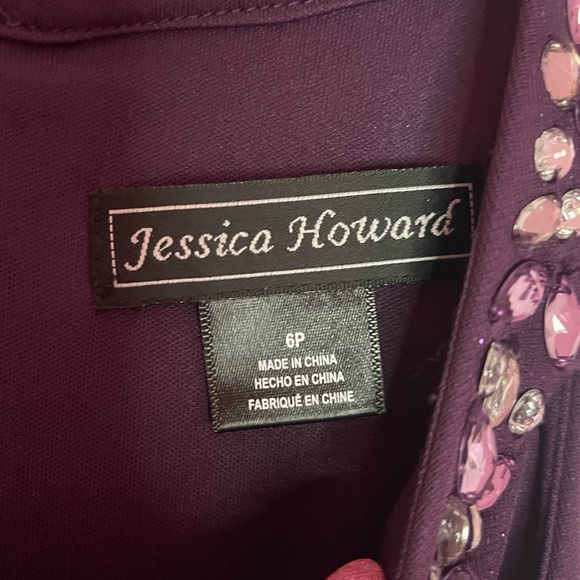 Jessica Howard
6P
MADE IN CHINA
HECHO EN CHINA
FABRIQUÉ EN CHINE